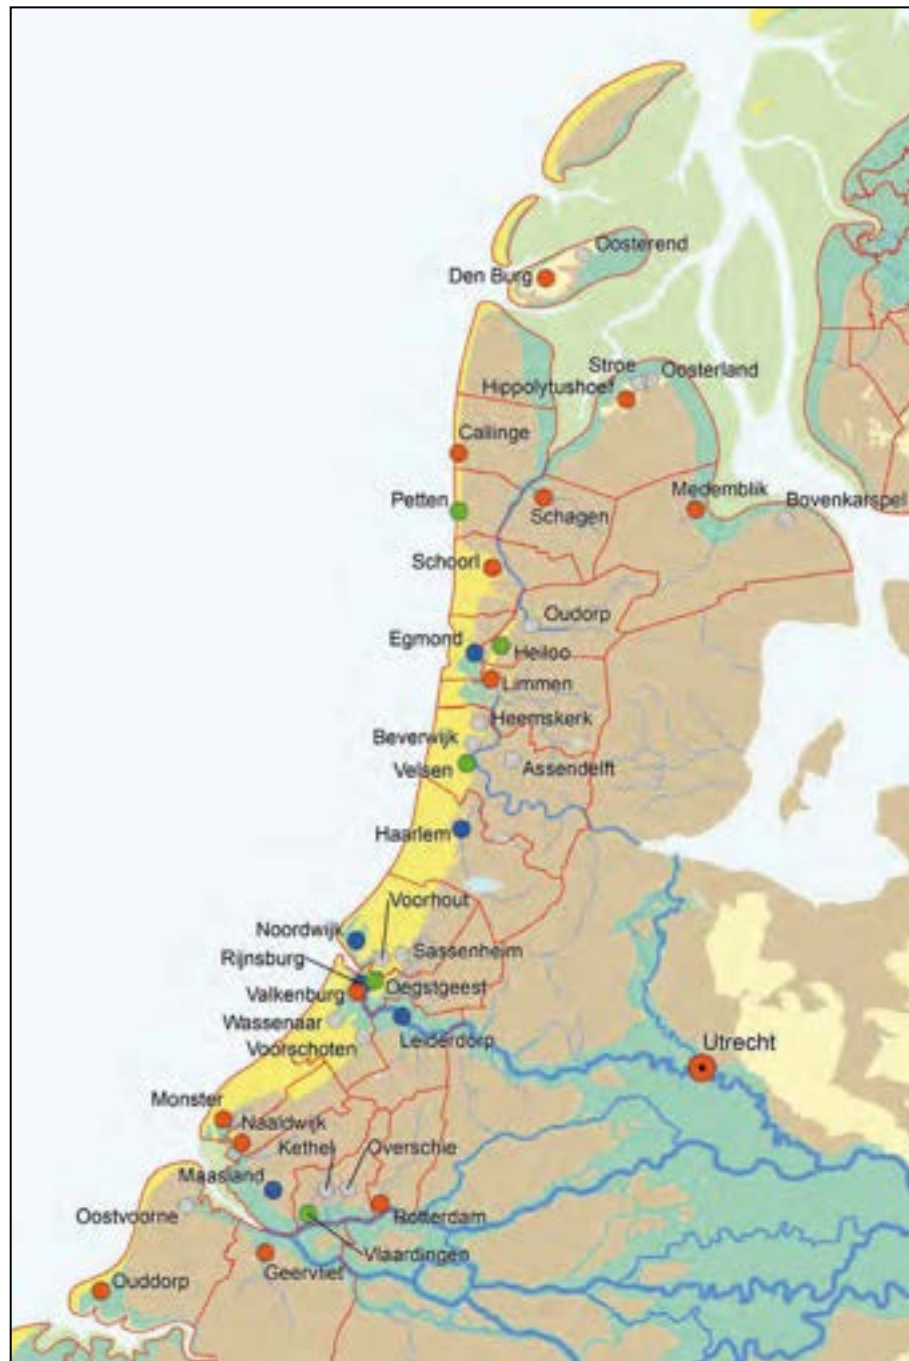 Oosterend
Den Burg
Stroe
Oosterland
Hippolytushoef
Callinge
Petten
Schagen
Medemblik
Bovenkarspel
Schoorl
Oudorp
Egmond
Heiloo
Limmen
Heemskerk
Beverwijk
Velsen
Assendelft
Haarlem
Voorhout
Noordwijk
Sassenheim
Rijnsburg
Oegstgeest
Valkenburg
Wassenaar
Leiderdorp
Voorschoten
Utrecht
Monster
Naaldwijk
Kethel
Overschie
Maasland
Oostvoorne
Rotterdam
Vlaardingen
Geervliet
Ouddorp